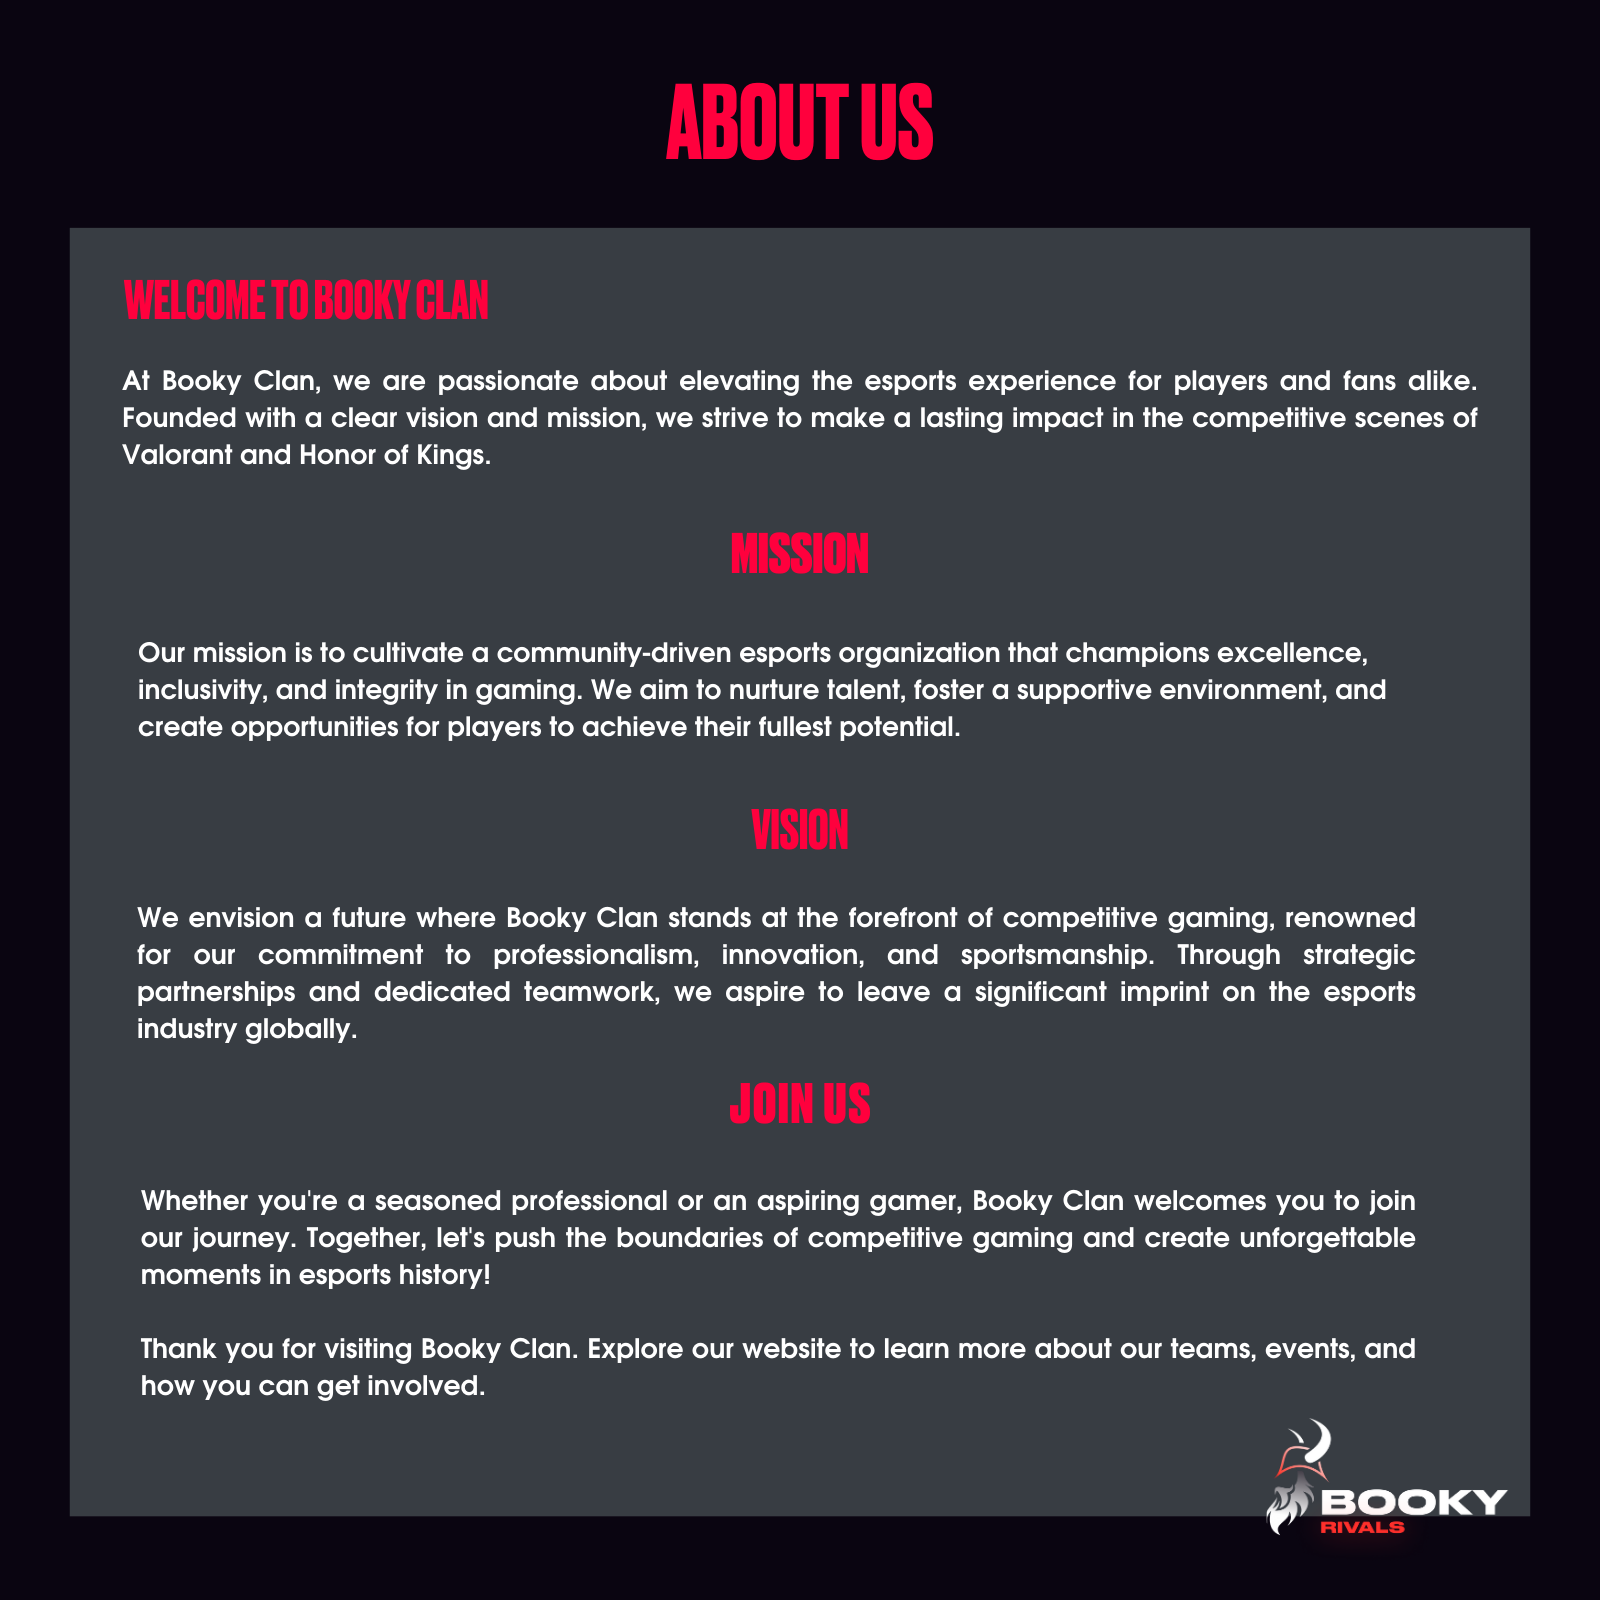 ABOUT US
WELCOME TO BOOKY CLAN
At Booky Clan, we are passionate about elevating the esports experience for players and fans alike.
Founded with a clear vision and mission, we strive to make a lasting impact in the competitive scenes of
Valorant and Honor of Kings.
MISSION
Our mission is to cultivate a community-driven esports organization that champions excellence,
inclusivity, and integrity in gaming. We aim to nurture talent, foster a supportive environment, and
create opportunities for players to achieve their fullest potential.
VISION
We envision a future where Booky Clan stands at the forefront of competitive gaming, renowned
for our commitment to professionalism, innovation, and sportsmanship. Through strategic
partnerships and dedicated teamwork, we aspire to leave a significant imprint on the esports
industry globally.
JOIN US
Whether you're a seasoned professional or an aspiring gamer, Booky Clan welcomes you to join
our journey. Together, let's push the boundaries of competitive gaming and create unforgettable
moments in esports history!
Thank you for visiting Booky Clan. Explore our website to learn more about our teams, events, and
how you can get involved.
BOOKY
RIVALS